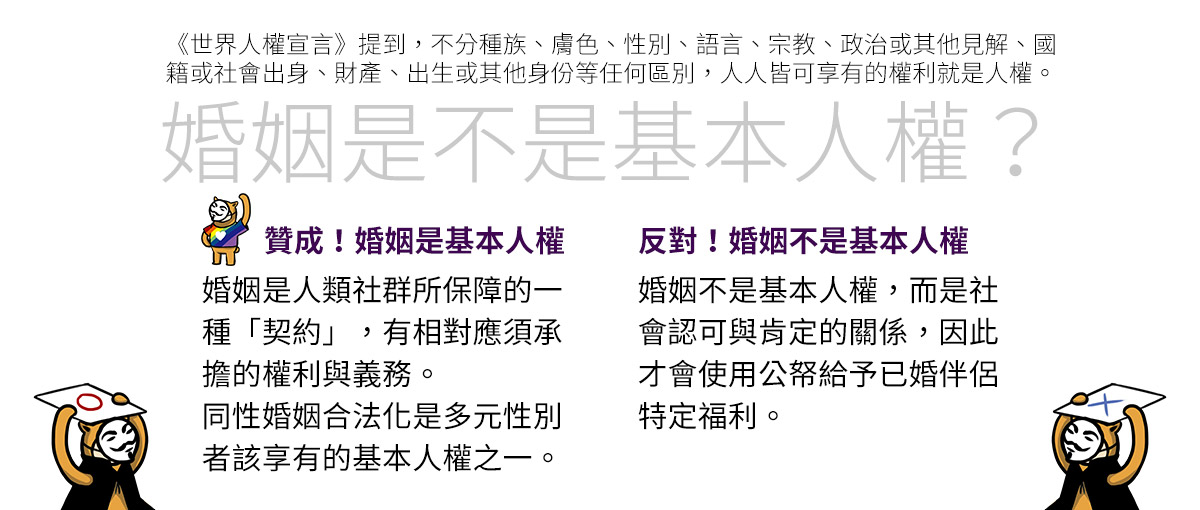 《世界人權宣言》提到，不分種族、膚色、性別、語言、宗教、政治或其他見解、國
籍或社會出身、財產、出生或其他身份等任何區別，人人皆可享有的權利就是人權。
婚姻是不是基本人權？
贊成！婚姻是基本人權
婚姻是人類社群所保障的一
種「契約」，有相對應須承
擔的權利與義務。
同性婚姻合法化是多元性別
者該享有的基本人權之一。
反對！婚姻不是基本人權
婚姻不是基本人權，而是社
會認可與肯定的關係，因此
才會使用公帑給予已婚伴侶
特定福利。